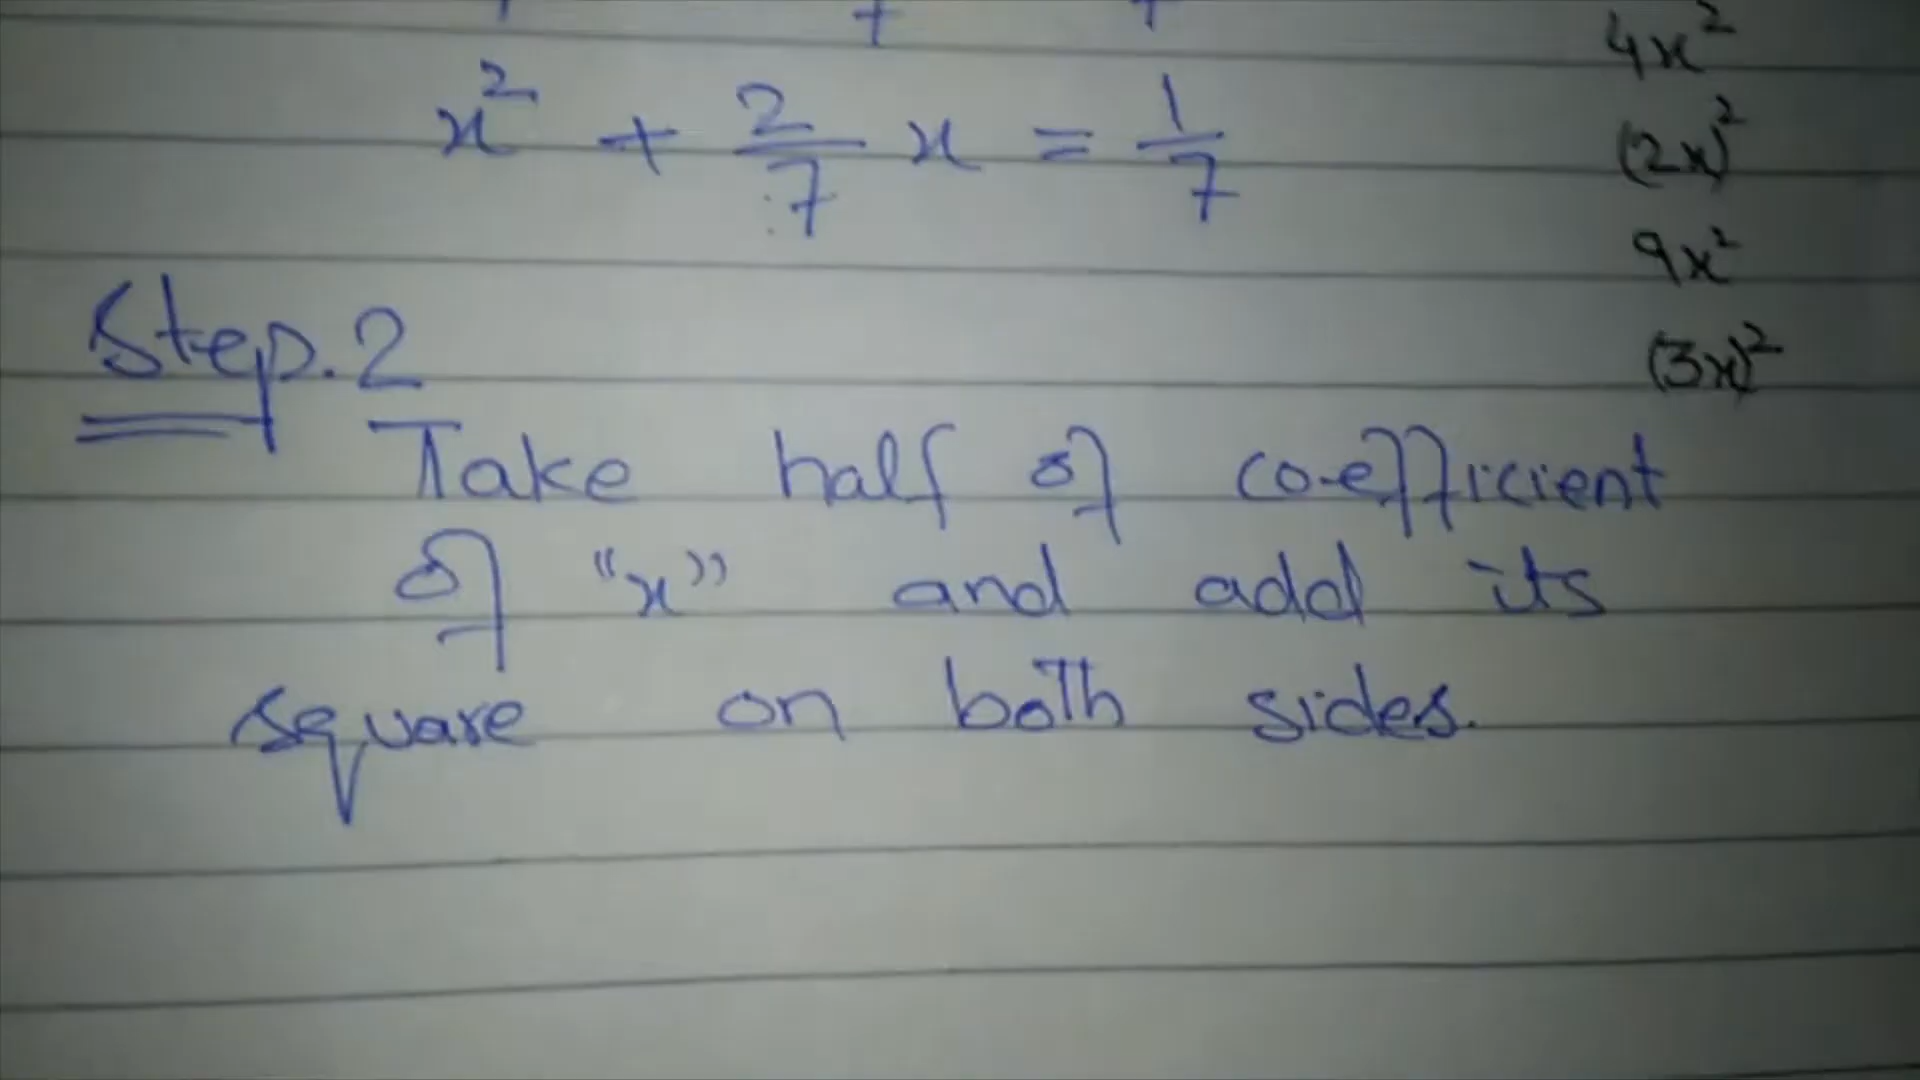 x² + 2/7 x = 1/7
4x²
(2x)²
9x²
(3x)²
Step.2
Take half of co-efficient
of "x" and add its
square on both sides.